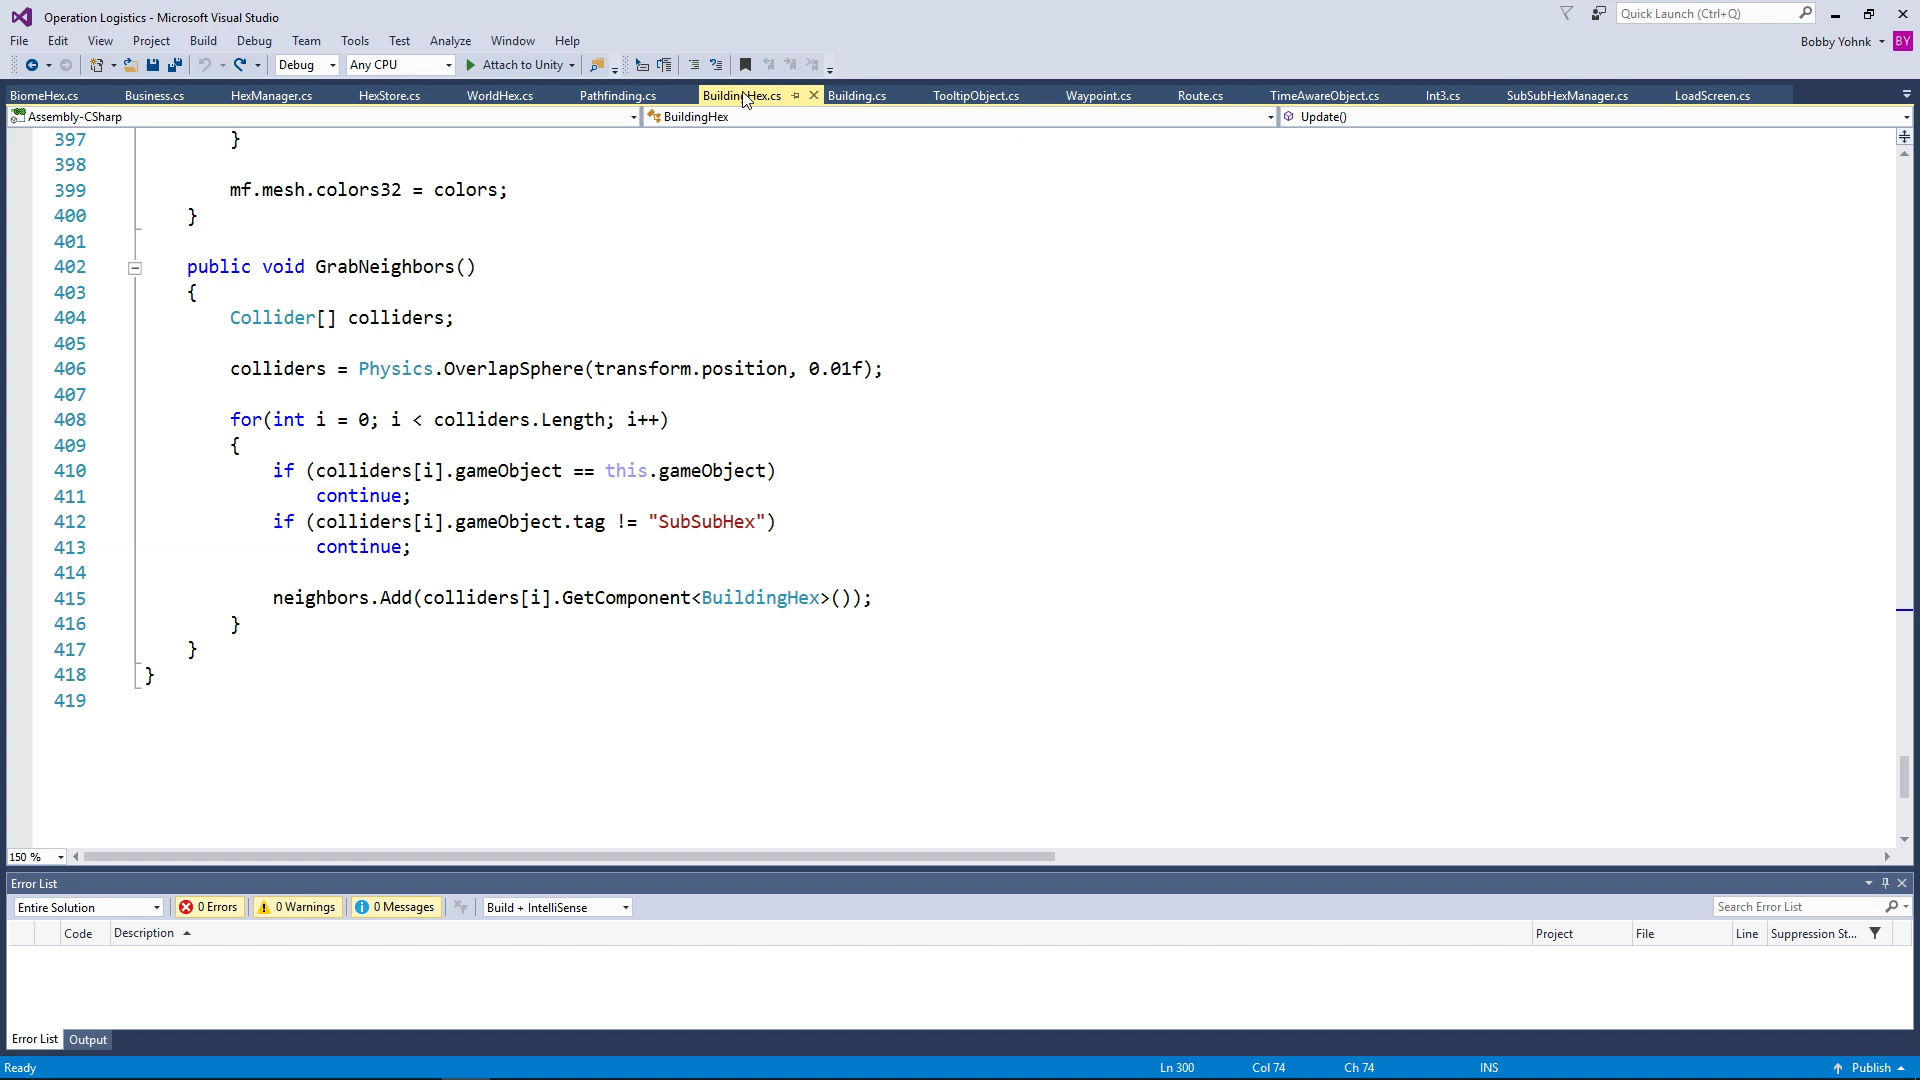 Operation Logistics - Microsoft Visual Studio
Quick Launch (Ctrl+Q)
File Edit View Project Build Debug Team Tools Test Analyze Window Help
Bobby Yohnk BY
Debug Any CPU Attach to Unity
BiomeHex.cs Business.cs HexManager.cs HexStore.cs WorldHex.cs Pathfinding.cs BuildingHex.cs Building.cs TooltipObject.cs Waypoint.cs Route.cs TimeAwareObject.cs Int3.cs SubSubHexManager.cs LoadScreen.cs
Assembly-CSharp BuildingHex Update()
397 }
398
399 mf.mesh.colors32 = colors;
400 }
401
402 public void GrabNeighbors()
403 {
404 Collider[] colliders;
405
406 colliders = Physics.OverlapSphere(transform.position, 0.01f);
407
408 for(int i = 0; i < colliders.Length; i++)
409 {
410 if (colliders[i].gameObject == this.gameObject)
411 continue;
412 if (colliders[i].gameObject.tag != "SubSubHex")
413 continue;
414
415 neighbors.Add(colliders[i].GetComponent<BuildingHex>());
416 }
417 }
418 }
419
150 %
Error List
Entire Solution 0 Errors 0 Warnings 0 Messages Build + IntelliSense Search Error List
Code Description Project File Line Suppression St...
Error List Output
Ready Ln 300 Col 74 Ch 74 INS Publish